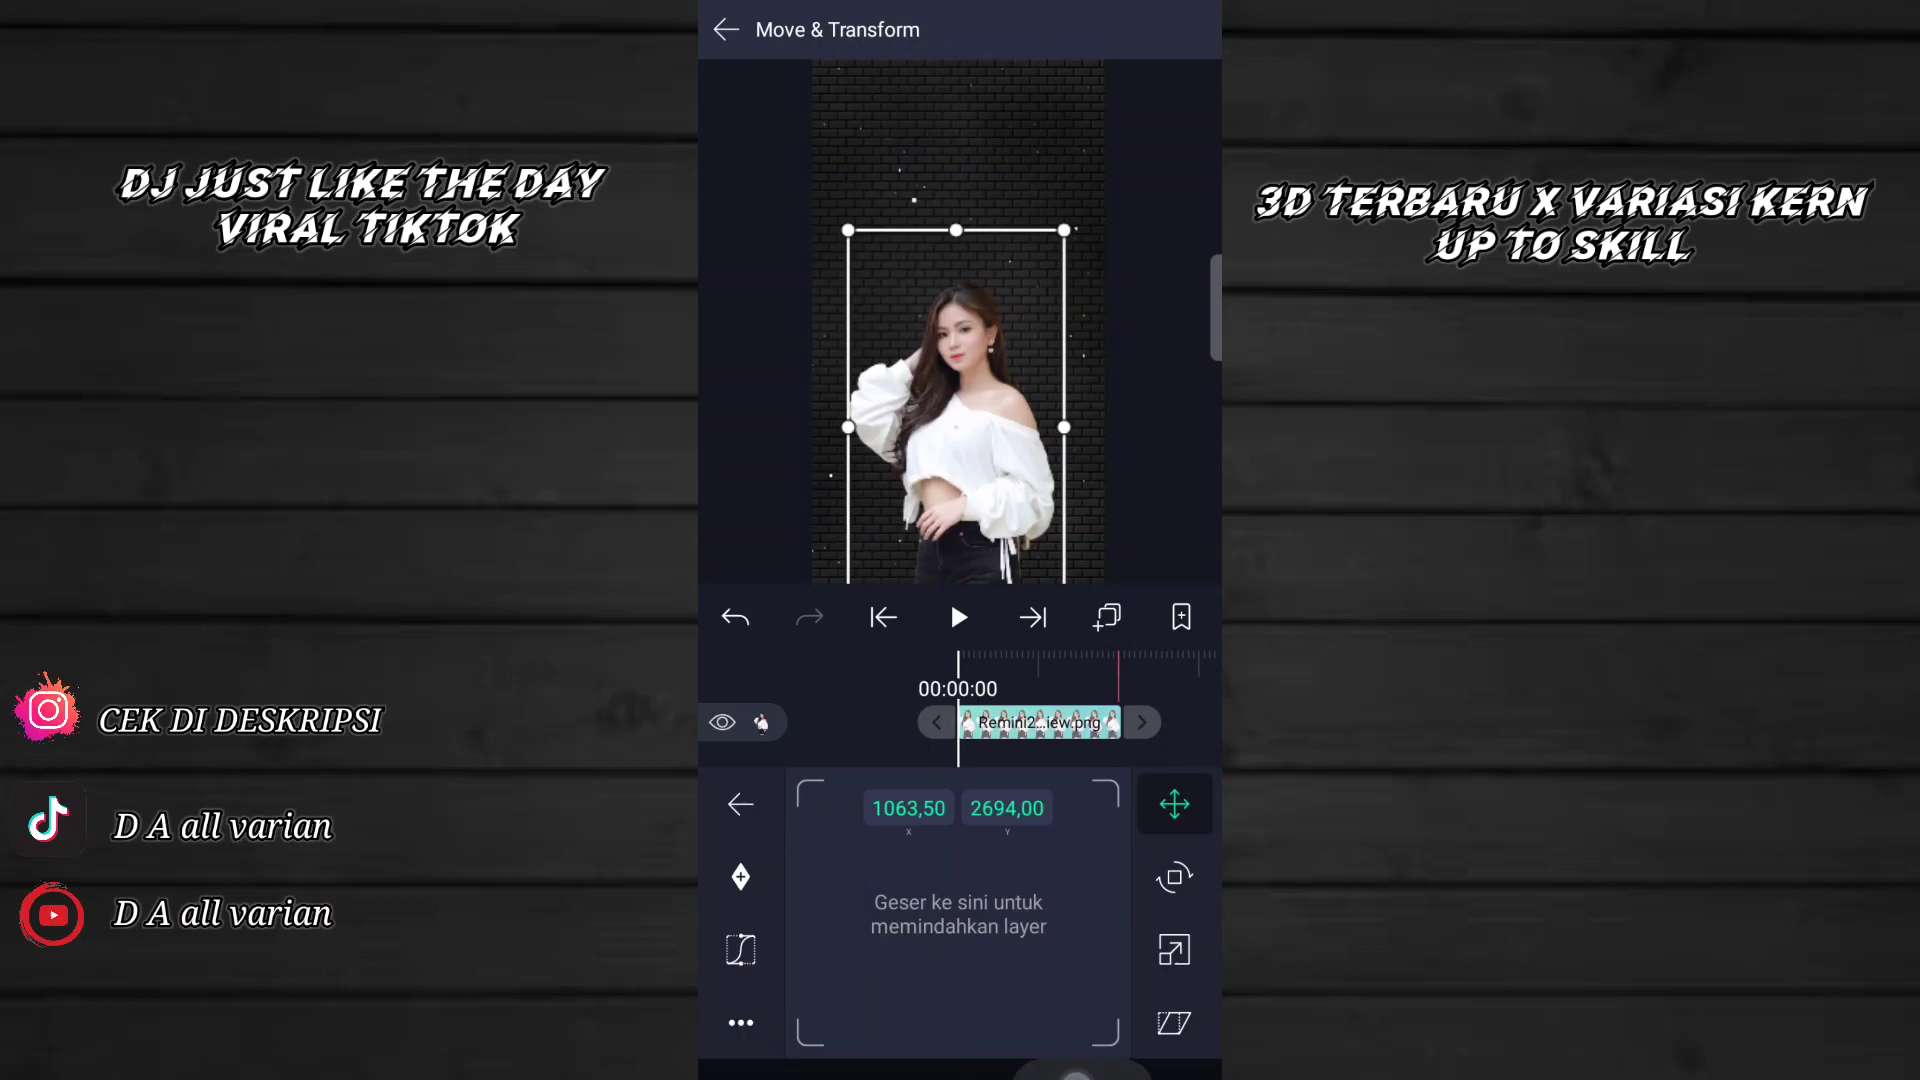 Move & Transform
DJ JUST LIKE THE DAY
VIRAL TIKTOK
3D TERBARU X VARIASI KERN
UP TO SKILL
00:00:00
Remini2...iew.png
CEK DI DESKRIPSI
D A all varian
D A all varian
1063,50 2694,00
X Y
Geser ke sini untuk
memindahkan layer